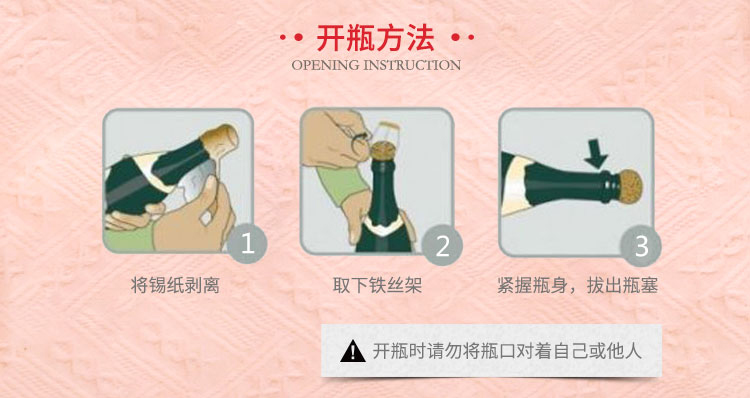 ·· 开瓶方法 ··
OPENING INSTRUCTION
1
2
3
将锡纸剥离
取下铁丝架
紧握瓶身，拔出瓶塞
开瓶时请勿将瓶口对着自己或他人